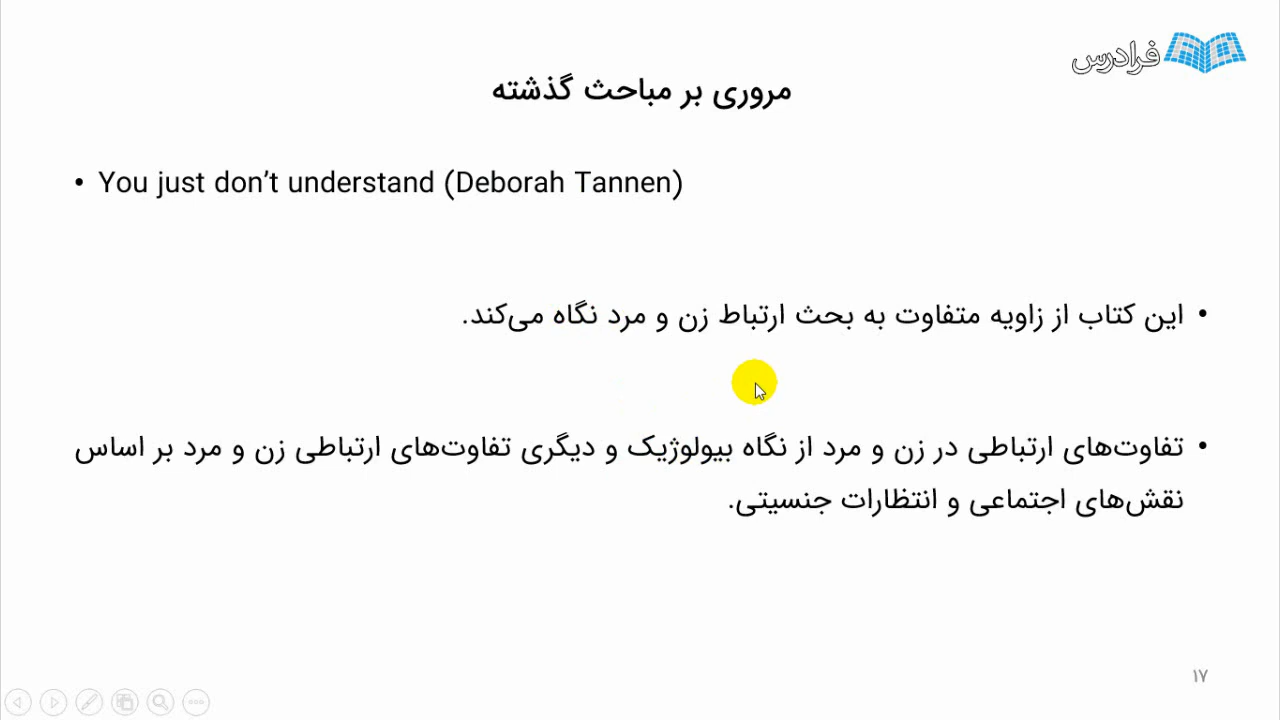 فرادرس
مروری بر مباحث گذشته
• You just don’t understand (Deborah Tannen)
• این کتاب از زاویه متفاوت به بحث ارتباط زن و مرد نگاه می‌کند.
• تفاوت‌های ارتباطی در زن و مرد از نگاه بیولوژیک و دیگری تفاوت‌های ارتباطی زن و مرد بر اساس
نقش‌های اجتماعی و انتظارات جنسیتی.
۱۷